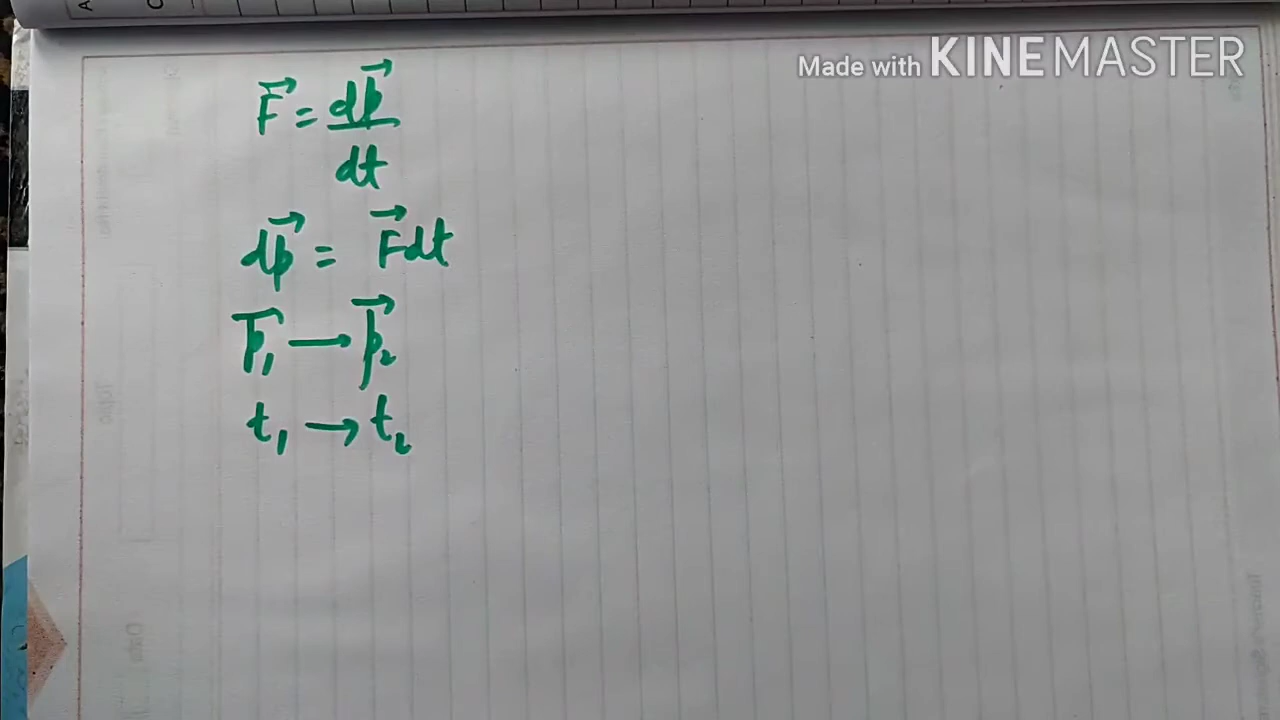 Made with KINEMASTER
F⃗ = dp⃗/dt
dp⃗ = F⃗dt
p⃗₁ → p⃗₂
t₁ → t₂